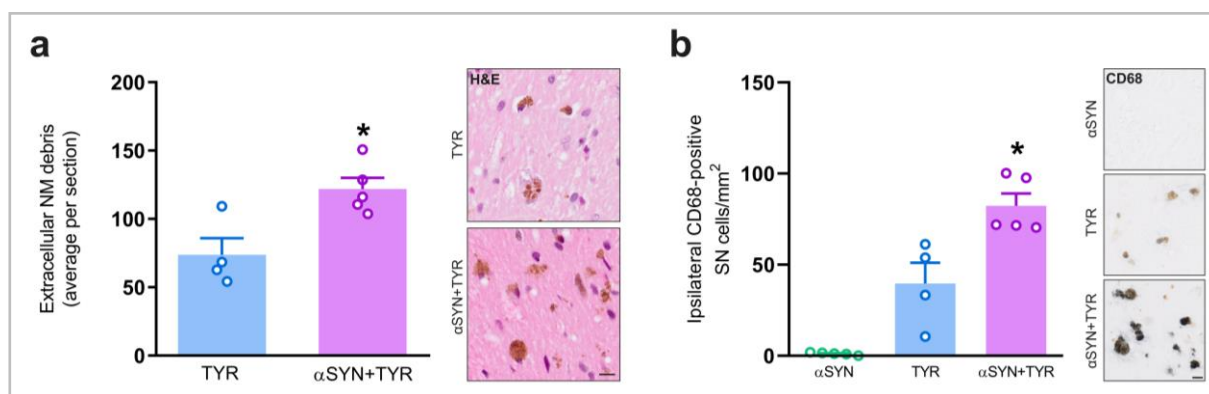 a
Extracellular NM debris
(average per section)
200
150
100
50
0
*
TYR
αSYN+TYR
H&E
TYR
αSYN+TYR
b
Ipsilateral CD68-positive
SN cells/mm2
150
100
50
0
*
αSYN
TYR
αSYN+TYR
CD68
αSYN
TYR
αSYN+TYR